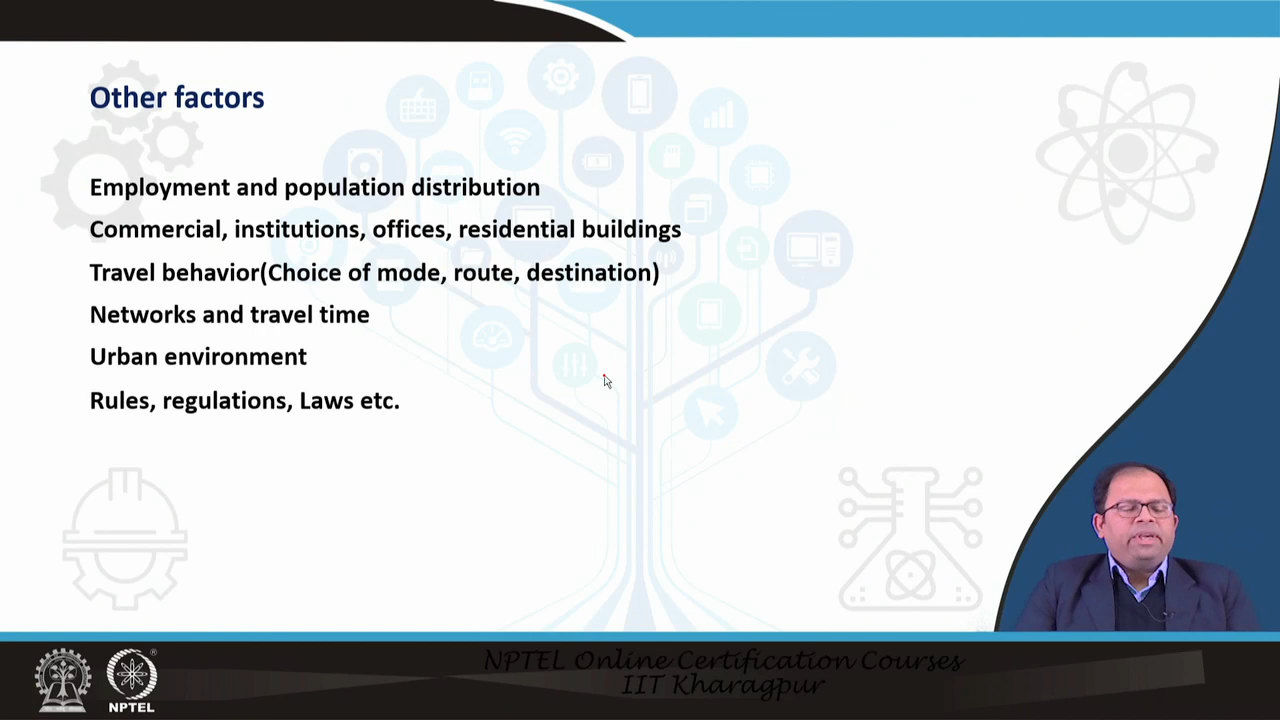 Other factors
Employment and population distribution
Commercial, institutions, offices, residential buildings
Travel behavior(Choice of mode, route, destination)
Networks and travel time
Urban environment
Rules, regulations, Laws etc.
NPTEL Online Certification Courses
IIT Kharagpur
NPTEL